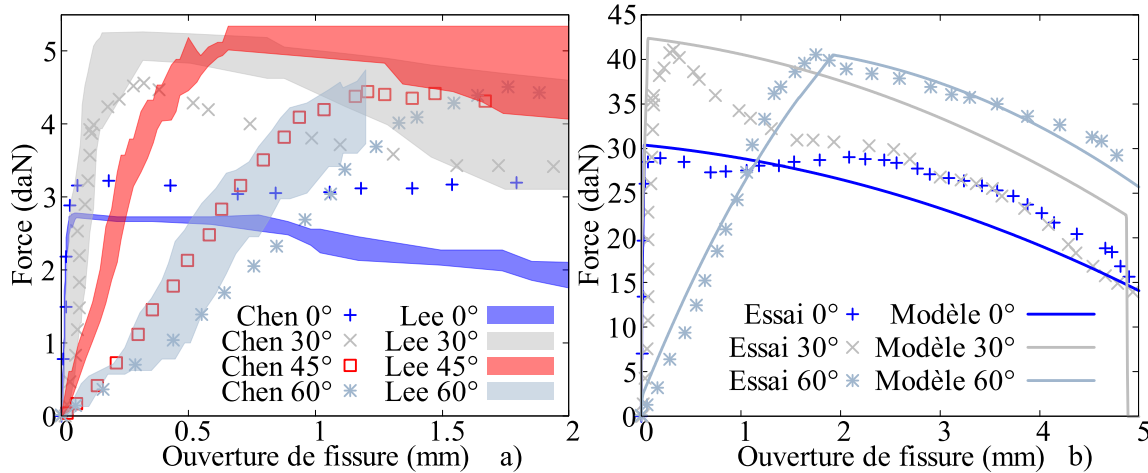 5
4
3
2
1
0
Force (daN)
Chen 0° Lee 0°
Chen 30° Lee 30°
Chen 45° Lee 45°
Chen 60° Lee 60°
0 0.5 1 1.5 2
Ouverture de fissure (mm) a)
45
40
35
30
25
20
15
10
5
0
Force (daN)
Essai 0° Modèle 0°
Essai 30° Modèle 30°
Essai 60° Modèle 60°
0 1 2 3 4 5
Ouverture de fissure (mm) b)